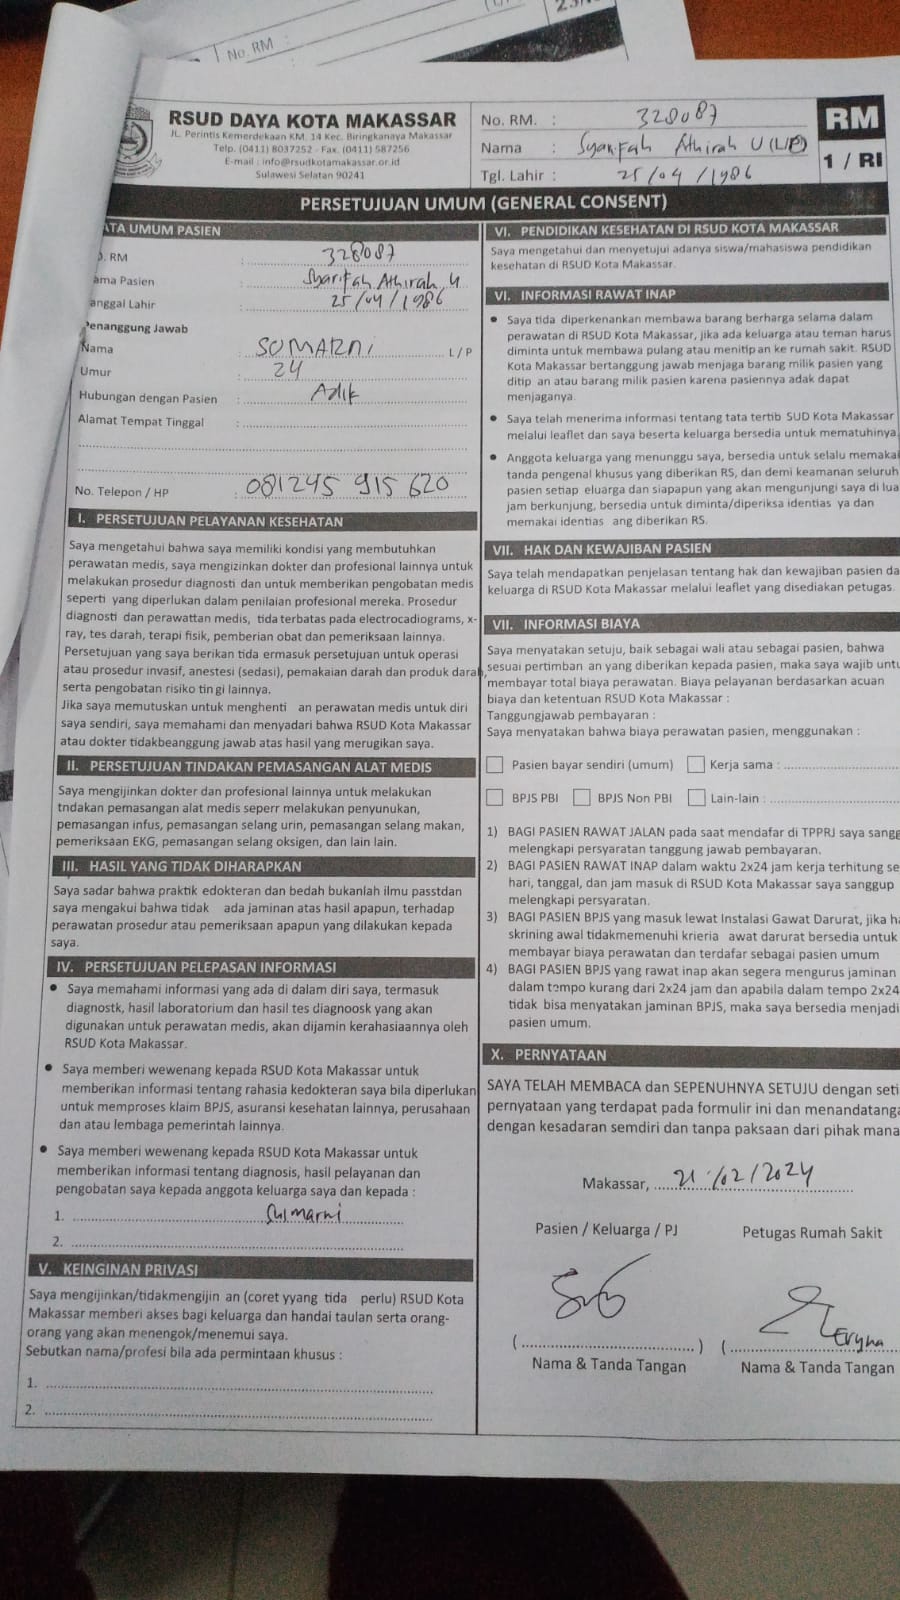 No. RM :
RSUD DAYA KOTA MAKASSAR
JL. Perintis Kemerdekaan KM. 14 Kec. Biringkanaya Makassar
Telp. (0411) 8037252 - Fax. (0411) 587256
E-mail : info@rsudkotamakassar.or.id
Sulawesi Selatan 90241
No. RM. : 328087
Nama : Syarifah Athirah U (L/P)
Tgl. Lahir : 25/04/1986
RM
1 / RI
PERSETUJUAN UMUM (GENERAL CONSENT)
ATA UMUM PASIEN
. RM : 328087
ama Pasien : Syarifah Athirah U
anggal Lahir : 25/04/1986
Penanggung Jawab
Nama : SUMARNI L / P
Umur : 24
Hubungan dengan Pasien : Adik
Alamat Tempat Tinggal :
No. Telepon / HP : 081245 915 620
I. PERSETUJUAN PELAYANAN KESEHATAN
Saya mengetahui bahwa saya memiliki kondisi yang membutuhkan
perawatan medis, saya mengizinkan dokter dan profesional lainnya untuk
melakukan prosedur diagnosti dan untuk memberikan pengobatan medis
seperti yang diperlukan dalam penilaian profesional mereka. Prosedur
diagnosti dan perawattan medis, tida terbatas pada electrocadiograms, x-
ray, tes darah, terapi fisik, pemberian obat dan pemeriksaan lainnya.
Persetujuan yang saya berikan tida ermasuk persetujuan untuk operasi
atau prosedur invasif, anestesi (sedasi), pemakaian darah dan produk darah,
serta pengobatan risiko tin gi lainnya.
Jika saya memutuskan untuk menghenti an perawatan medis untuk diri
saya sendiri, saya memahami dan menyadari bahwa RSUD Kota Makassar
atau dokter tidakbeanggung jawab atas hasil yang merugikan saya.
II. PERSETUJUAN TINDAKAN PEMASANGAN ALAT MEDIS
Saya mengijinkan dokter dan profesional lainnya untuk melakukan
tndakan pemasangan alat medis seperr melakukan penyunukan,
pemasangan infus, pemasangan selang urin, pemasangan selang makan,
pemeriksaan EKG, pemasangan selang oksigen, dan lain lain.
III. HASIL YANG TIDAK DIHARAPKAN
Saya sadar bahwa praktik edokteran dan bedah bukanlah ilmu passtdan
saya mengakui bahwa tidak ada jaminan atas hasil apapun, terhadap
perawatan prosedur atau pemeriksaan apapun yang dilakukan kepada
saya.
IV. PERSETUJUAN PELEPASAN INFORMASI
• Saya memahami informasi yang ada di dalam diri saya, termasuk
diagnostk, hasil laboratorium dan hasil tes diagnoosk yang akan
digunakan untuk perawatan medis, akan dijamin kerahasiaannya oleh
RSUD Kota Makassar.
• Saya memberi wewenang kepada RSUD Kota Makassar untuk
memberikan informasi tentang rahasia kedokteran saya bila diperlukan
untuk memproses klaim BPJS, asuransi kesehatan lainnya, perusahaan
dan atau lembaga pemerintah lainnya.
• Saya memberi wewenang kepada RSUD Kota Makassar untuk
memberikan informasi tentang diagnosis, hasil pelayanan dan
pengobatan saya kepada anggota keluarga saya dan kepada :
1. Sumarni
2.
V. KEINGINAN PRIVASI
Saya mengijinkan/tidakmengijin an (coret yyang tida perlu) RSUD Kota
Makassar memberi akses bagi keluarga dan handai taulan serta orang-
orang yang akan menengok/menemui saya.
Sebutkan nama/profesi bila ada permintaan khusus :
1.
2.
VI. PENDIDIKAN KESEHATAN DI RSUD KOTA MAKASSAR
Saya mengetahui dan menyetujui adanya siswa/mahasiswa pendidikan
kesehatan di RSUD Kota Makassar.
VI. INFORMASI RAWAT INAP
• Saya tida diperkenankan membawa barang berharga selama dalam
perawatan di RSUD Kota Makassar, jika ada keluarga atau teman harus
diminta untuk membawa pulang atau menitip an ke rumah sakit. RSUD
Kota Makassar bertanggung jawab menjaga barang milik pasien yang
ditip an atau barang milik pasien karena pasiennya adak dapat
menjaganya.
• Saya telah menerima informasi tentang tata tertib SUD Kota Makassar
melalui leaflet dan saya beserta keluarga bersedia untuk mematuhinya
• Anggota keluarga yang menunggu saya, bersedia untuk selalu memakai
tanda pengenal khusus yang diberikan RS, dan demi keamanan seluruh
pasien setiap eluarga dan siapapun yang akan mengunjungi saya di lua
jam berkunjung, bersedia untuk diminta/diperiksa identias ya dan
memakai identias ang diberikan RS.
VII. HAK DAN KEWAJIBAN PASIEN
Saya telah mendapatkan penjelasan tentang hak dan kewajiban pasien da
keluarga di RSUD Kota Makassar melalui leaflet yang disediakan petugas.
VII. INFORMASI BIAYA
Saya menyatakan setuju, baik sebagai wali atau sebagai pasien, bahwa
sesuai pertimban an yang diberikan kepada pasien, maka saya wajib untu
membayar total biaya perawatan. Biaya pelayanan berdasarkan acuan
biaya dan ketentuan RSUD Kota Makassar :
Tanggungjawab pembayaran :
Saya menyatakan bahwa biaya perawatan pasien, menggunakan :
Pasien bayar sendiri (umum) Kerja sama :
BPJS PBI BPJS Non PBI Lain-lain :
1) BAGI PASIEN RAWAT JALAN pada saat mendafar di TPPRJ saya sangg
melengkapi persyaratan tanggung jawab pembayaran.
2) BAGI PASIEN RAWAT INAP dalam waktu 2x24 jam kerja terhitung se
hari, tanggal, dan jam masuk di RSUD Kota Makassar saya sanggup
melengkapi persyaratan.
3) BAGI PASIEN BPJS yang masuk lewat Instalasi Gawat Darurat, jika ha
skrining awal tidakmemenuhi krieria awat darurat bersedia untuk
membayar biaya perawatan dan terdafar sebagai pasien umum
4) BAGI PASIEN BPJS yang rawat inap akan segera mengurus jaminan
dalam tempo kurang dari 2x24 jam dan apabila dalam tempo 2x24
tidak bisa menyatakan jaminan BPJS, maka saya bersedia menjadi
pasien umum.
X. PERNYATAAN
SAYA TELAH MEMBACA dan SEPENUHNYA SETUJU dengan seti
pernyataan yang terdapat pada formulir ini dan menandatanga
dengan kesadaran semdiri dan tanpa paksaan dari pihak mana
Makassar, 21/02/2024
Pasien / Keluarga / PJ Petugas Rumah Sakit
( ) ( Eryna
Nama & Tanda Tangan Nama & Tanda Tangan